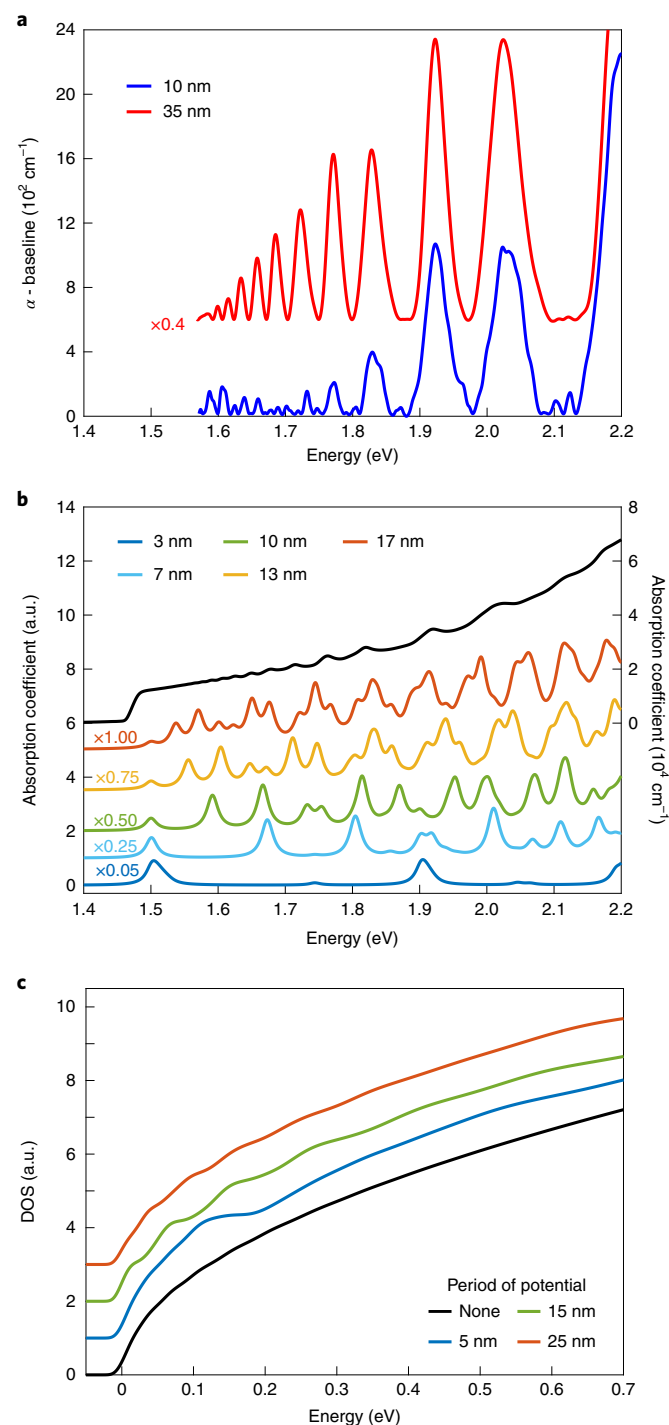 a
24
20
16
12
8
4
0
α - baseline (10² cm⁻¹)
10 nm
35 nm
×0.4
1.4 1.5 1.6 1.7 1.8 1.9 2.0 2.1 2.2
Energy (eV)
b
14
12
10
8
6
4
2
0
Absorption coefficient (a.u.)
3 nm 10 nm 17 nm
7 nm 13 nm
×1.00
×0.75
×0.50
×0.25
×0.05
8
6
4
2
0
Absorption coefficient (10⁴ cm⁻¹)
1.4 1.5 1.6 1.7 1.8 1.9 2.0 2.1 2.2
Energy (eV)
c
10
8
6
4
2
0
DOS (a.u.)
Period of potential
None 15 nm
5 nm 25 nm
0 0.1 0.2 0.3 0.4 0.5 0.6 0.7
Energy (eV)